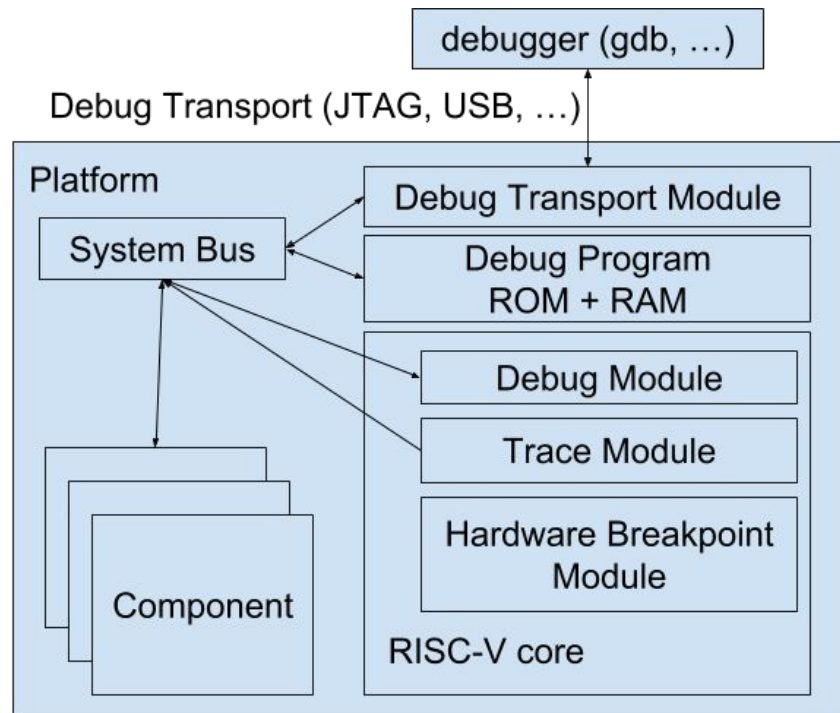 debugger (gdb, …)
Debug Transport (JTAG, USB, …)
Platform
Debug Transport Module
System Bus
Debug Program
ROM + RAM
Debug Module
Trace Module
Hardware Breakpoint
Module
Component
RISC-V core